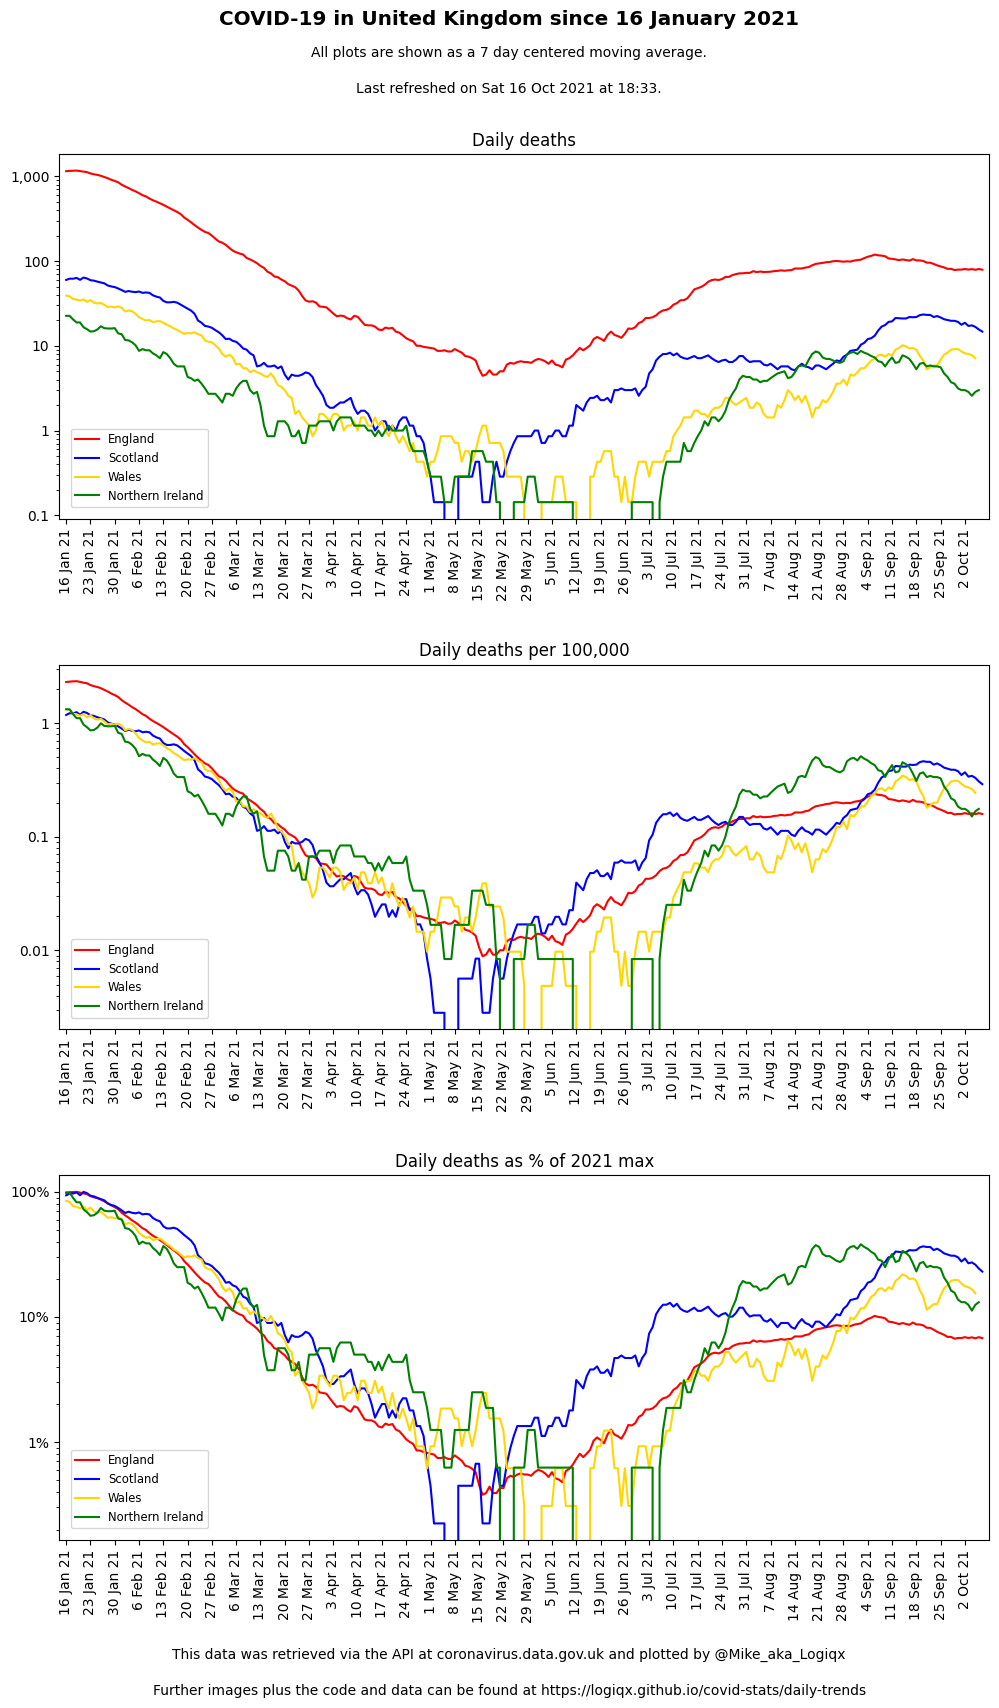 COVID-19 in United Kingdom since 16 January 2021
All plots are shown as a 7 day centered moving average.
Last refreshed on Sat 16 Oct 2021 at 18:33.
Daily deaths
1,000
100
10
1
0.1
England
Scotland
Wales
Northern Ireland
16 Jan 21
23 Jan 21
30 Jan 21
6 Feb 21
13 Feb 21
20 Feb 21
27 Feb 21
6 Mar 21
13 Mar 21
20 Mar 21
27 Mar 21
3 Apr 21
10 Apr 21
17 Apr 21
24 Apr 21
1 May 21
8 May 21
15 May 21
22 May 21
29 May 21
5 Jun 21
12 Jun 21
19 Jun 21
26 Jun 21
3 Jul 21
10 Jul 21
17 Jul 21
24 Jul 21
31 Jul 21
7 Aug 21
14 Aug 21
21 Aug 21
28 Aug 21
4 Sep 21
11 Sep 21
18 Sep 21
25 Sep 21
2 Oct 21
Daily deaths per 100,000
1
0.1
0.01
England
Scotland
Wales
Northern Ireland
16 Jan 21
23 Jan 21
30 Jan 21
6 Feb 21
13 Feb 21
20 Feb 21
27 Feb 21
6 Mar 21
13 Mar 21
20 Mar 21
27 Mar 21
3 Apr 21
10 Apr 21
17 Apr 21
24 Apr 21
1 May 21
8 May 21
15 May 21
22 May 21
29 May 21
5 Jun 21
12 Jun 21
19 Jun 21
26 Jun 21
3 Jul 21
10 Jul 21
17 Jul 21
24 Jul 21
31 Jul 21
7 Aug 21
14 Aug 21
21 Aug 21
28 Aug 21
4 Sep 21
11 Sep 21
18 Sep 21
25 Sep 21
2 Oct 21
Daily deaths as % of 2021 max
100%
10%
1%
England
Scotland
Wales
Northern Ireland
16 Jan 21
23 Jan 21
30 Jan 21
6 Feb 21
13 Feb 21
20 Feb 21
27 Feb 21
6 Mar 21
13 Mar 21
20 Mar 21
27 Mar 21
3 Apr 21
10 Apr 21
17 Apr 21
24 Apr 21
1 May 21
8 May 21
15 May 21
22 May 21
29 May 21
5 Jun 21
12 Jun 21
19 Jun 21
26 Jun 21
3 Jul 21
10 Jul 21
17 Jul 21
24 Jul 21
31 Jul 21
7 Aug 21
14 Aug 21
21 Aug 21
28 Aug 21
4 Sep 21
11 Sep 21
18 Sep 21
25 Sep 21
2 Oct 21
This data was retrieved via the API at coronavirus.data.gov.uk and plotted by @Mike_aka_Logiqx
Further images plus the code and data can be found at https://logiqx.github.io/covid-stats/daily-trends